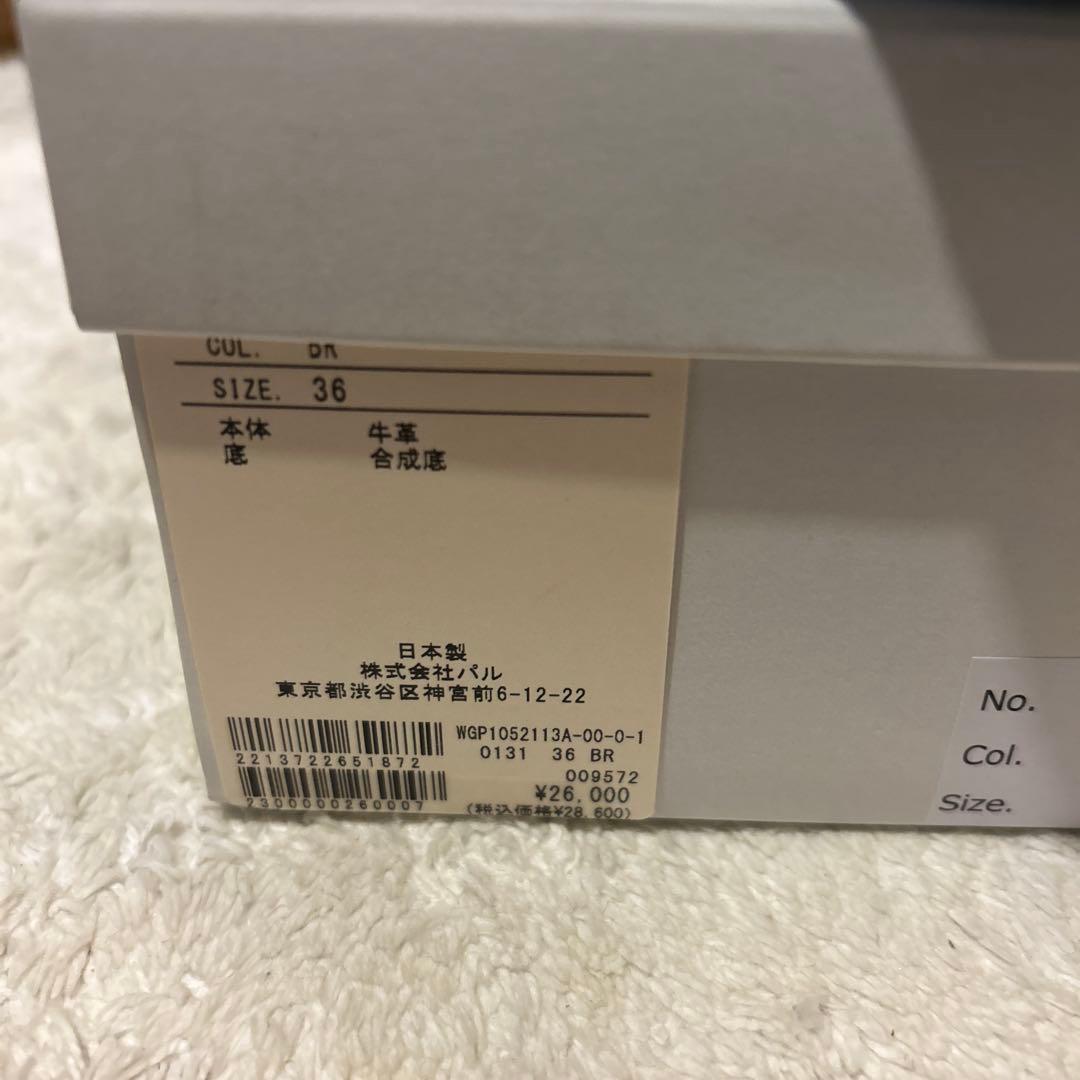 COL. BR
SIZE. 36
本体 牛革
底 合成底
日本製
株式会社パル
東京都渋谷区神宮前6-12-22
WGP1052113A-00-0-1
2213722651872
0131 36 BR
009572
¥26,000
2300000260007
(税込価格¥28,600)
No.
Col.
Size.